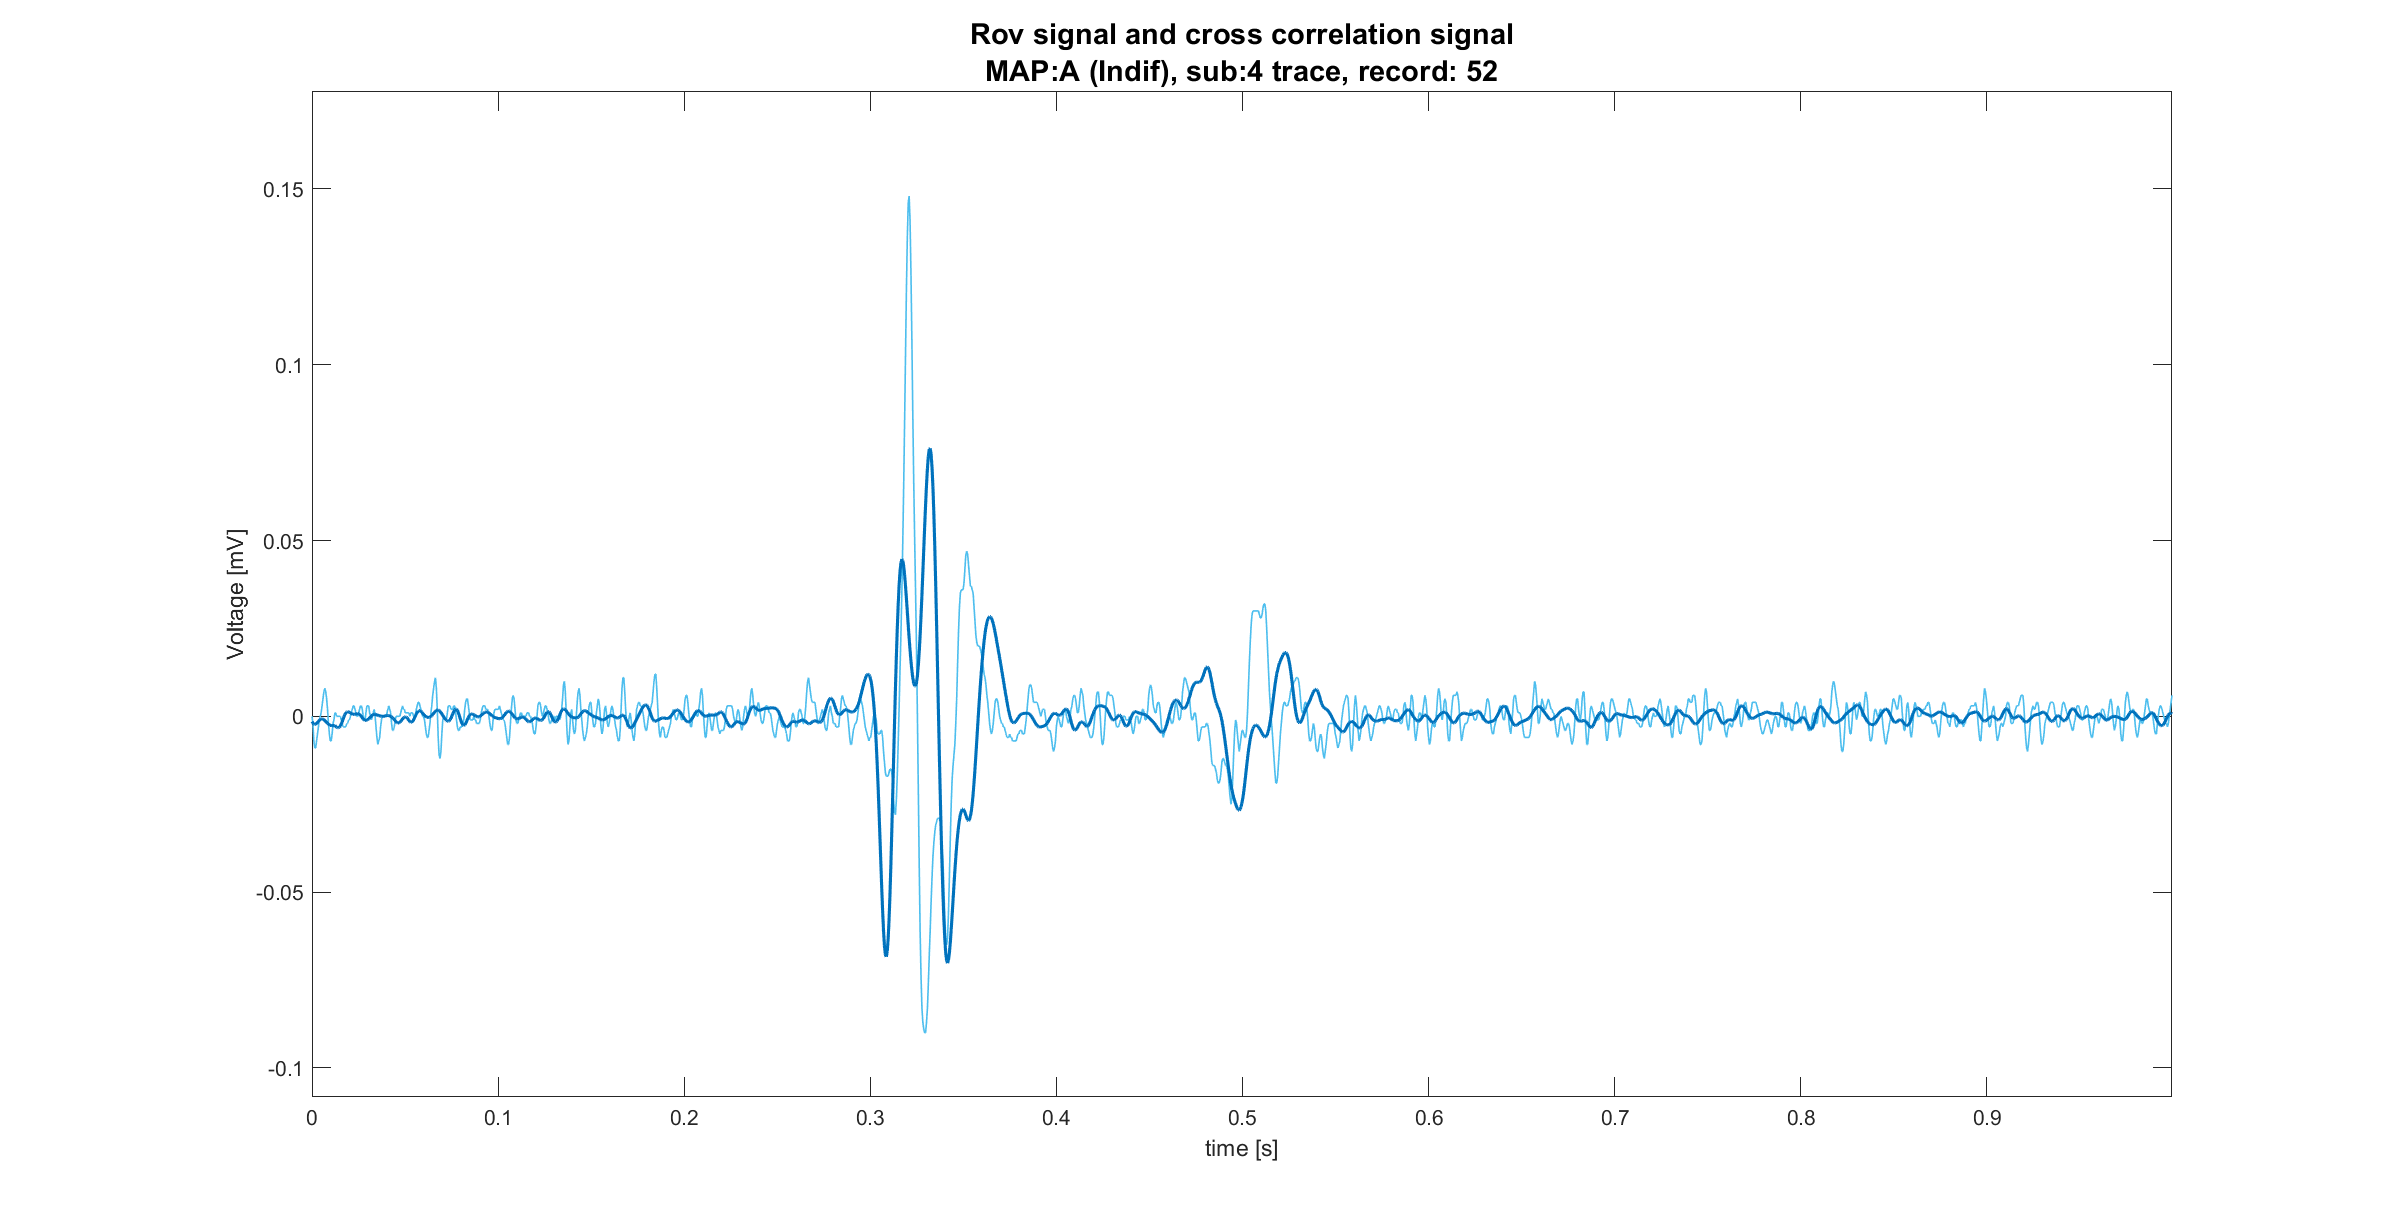 Rov signal and cross correlation signal
MAP:A (Indif), sub:4 trace, record: 52
0.15
0.1
0.05
0
-0.05
-0.1
Voltage [mV]
0 0.1 0.2 0.3 0.4 0.5 0.6 0.7 0.8 0.9
time [s]